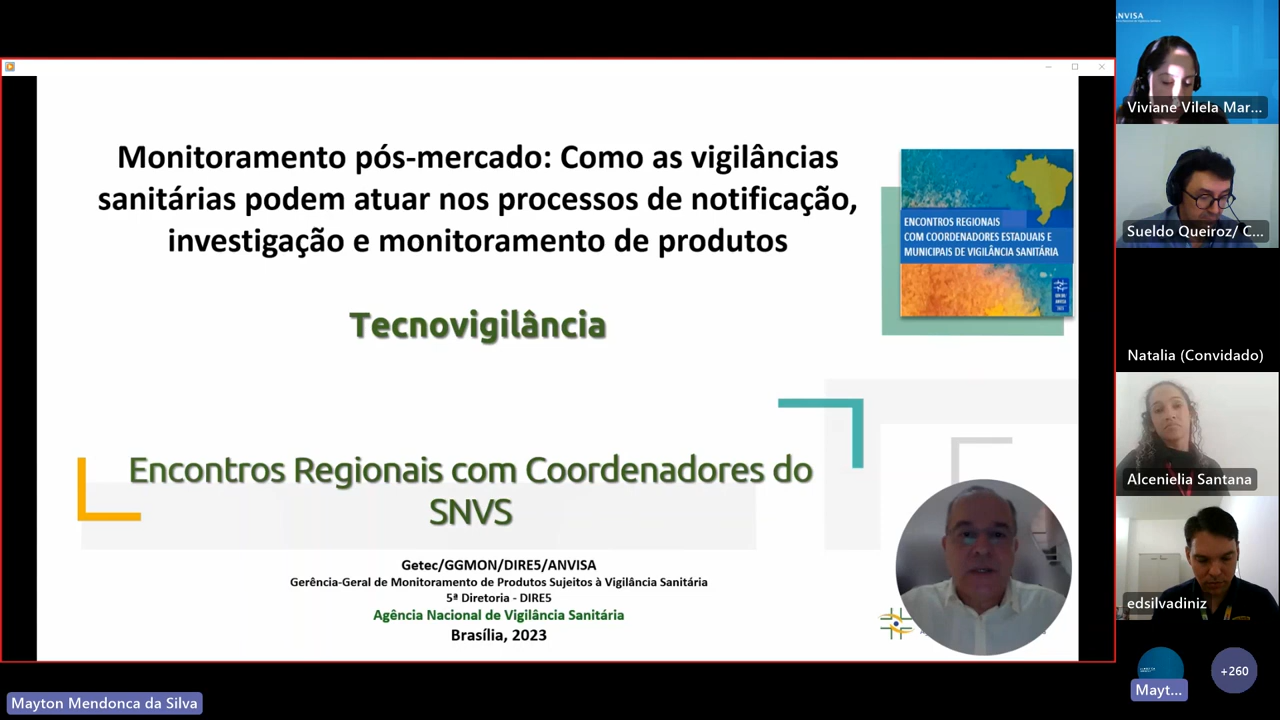 Monitoramento pós-mercado: Como as vigilâncias
sanitárias podem atuar nos processos de notificação,
investigação e monitoramento de produtos
Tecnovigilância
ENCONTROS REGIONAIS
COM COORDENADORES ESTADUAIS E
MUNICIPAIS DE VIGILÂNCIA SANITÁRIA
Encontros Regionais com Coordenadores do
SNVS
Getec/GGMON/DIRE5/ANVISA
Gerência-Geral de Monitoramento de Produtos Sujeitos à Vigilância Sanitária
5ª Diretoria - DIRE5
Agência Nacional de Vigilância Sanitária
Brasília, 2023
Mayton Mendonca da Silva
ANVISA
Viviane Vilela Mar...
Sueldo Queiroz/ C...
Natalia (Convidado)
Alcenielia Santana
edsilvadiniz
Mayt...
+260